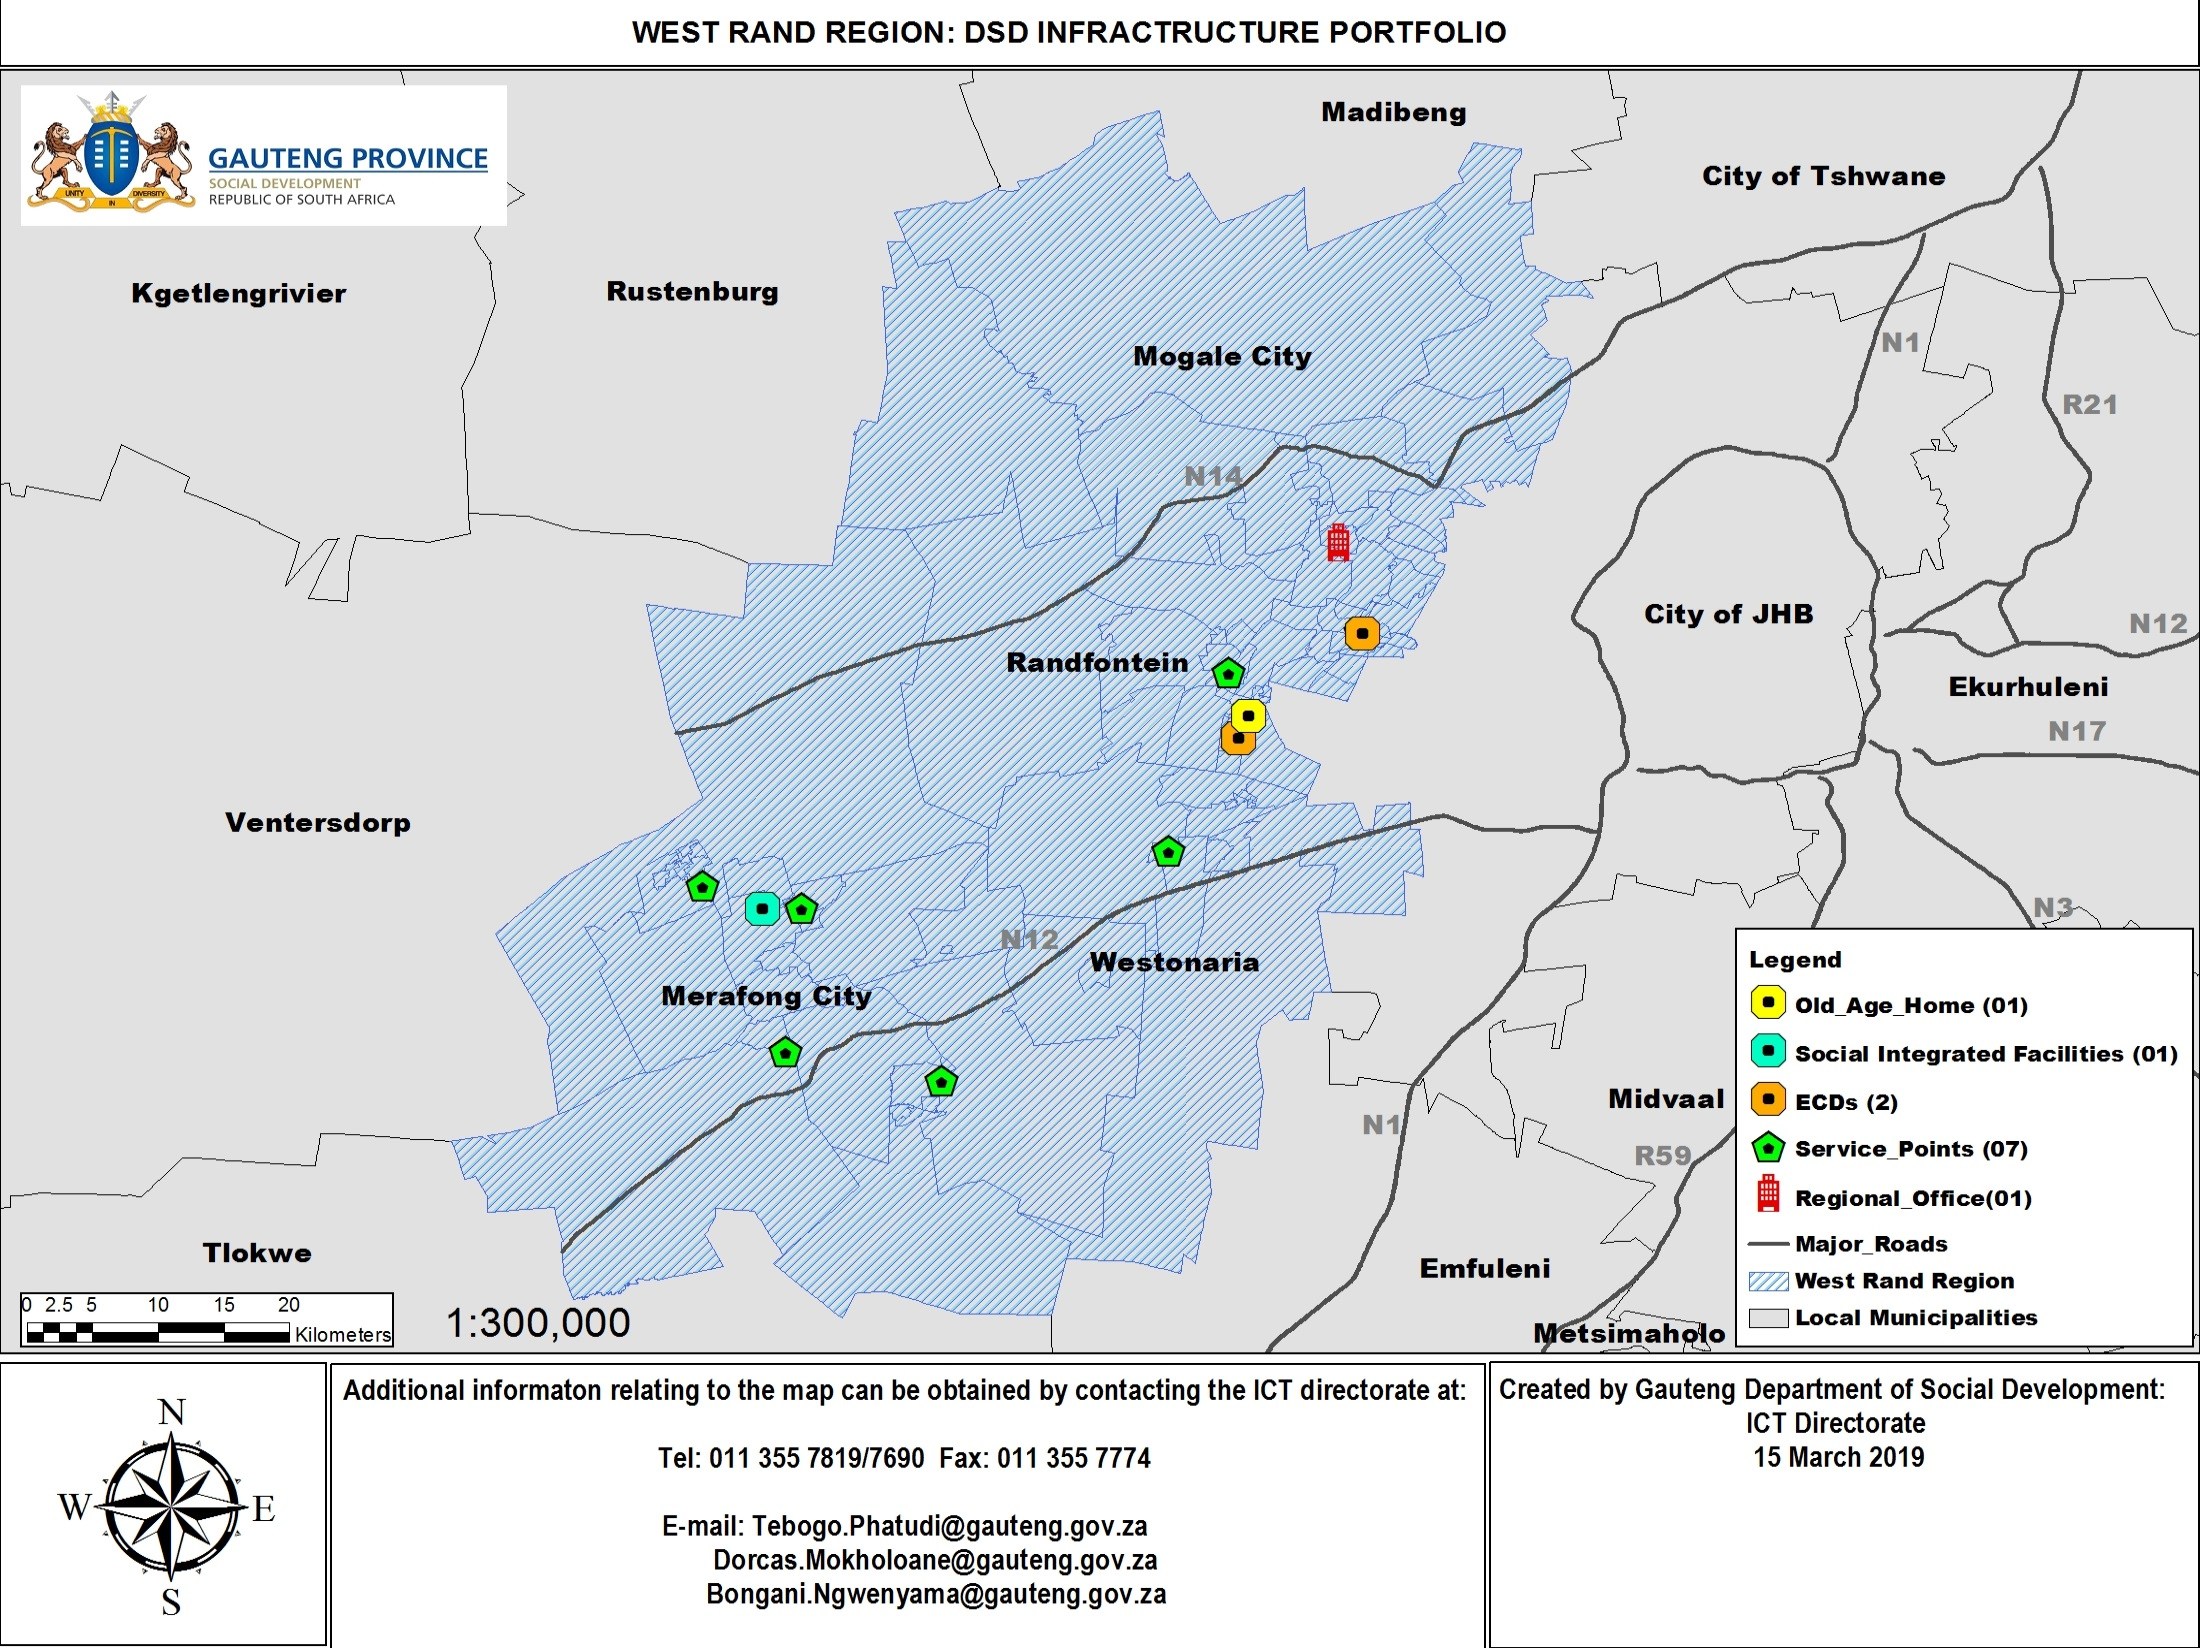 WEST RAND REGION: DSD INFRACTRUCTURE PORTFOLIO
GAUTENG PROVINCE
SOCIAL DEVELOPMENT
REPUBLIC OF SOUTH AFRICA
UNITY
IN
DIVERSITY
Madibeng
City of Tshwane
Kgetlengrivier
Rustenburg
Mogale City
N1
R21
N14
City of JHB
N12
Randfontein
Ekurhuleni
N17
Ventersdorp
N3
N12
Westonaria
Merafong City
Midvaal
N1
R59
Tlokwe
Emfuleni
Metsimaholo
Legend
Old_Age_Home (01)
Social Integrated Facilities (01)
ECDs (2)
Service_Points (07)
Regional_Office(01)
Major_Roads
West Rand Region
Local Municipalities
0 2.5 5 10 15 20
Kilometers
1:300,000
N
W E
S
Additional informaton relating to the map can be obtained by contacting the ICT directorate at:
Tel: 011 355 7819/7690 Fax: 011 355 7774
E-mail: Tebogo.Phatudi@gauteng.gov.za
Dorcas.Mokholoane@gauteng.gov.za
Bongani.Ngwenyama@gauteng.gov.za
Created by Gauteng Department of Social Development:
ICT Directorate
15 March 2019